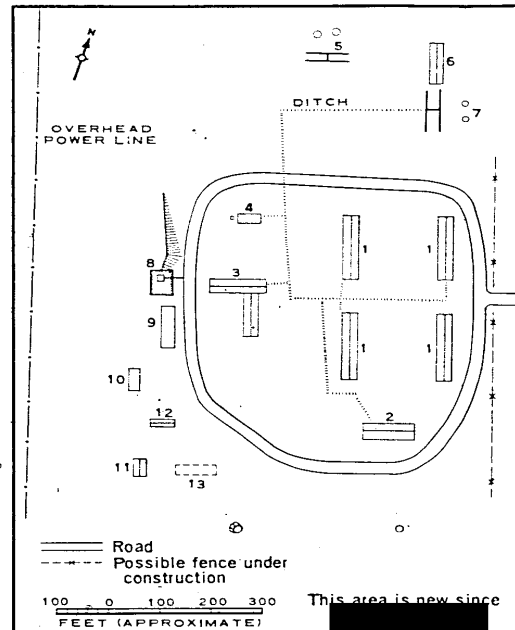 N
5
6
DITCH
7
OVERHEAD
POWER LINE
4
1
1
8
3
9
1
1
10
12
2
11
13
Road
Possible fence under
construction
100 0 100 200 300
FEET (APPROXIMATE)
This area is new since